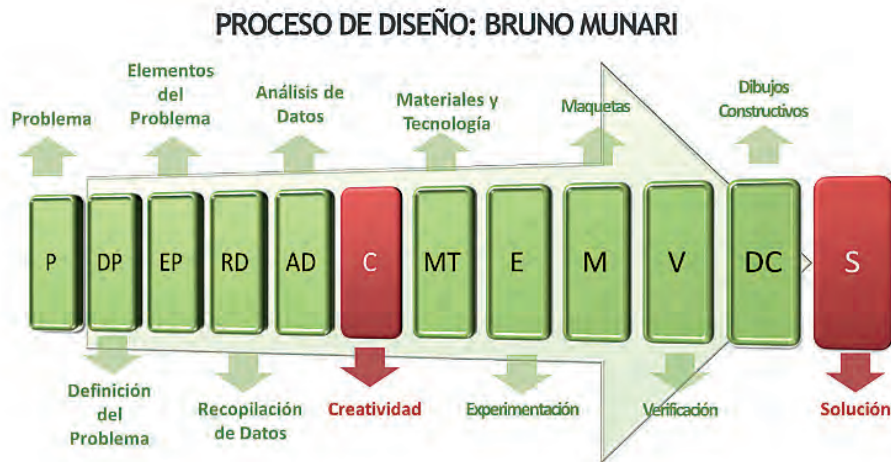 PROCESO DE DISEÑO: BRUNO MUNARI
Problema
Elementos
del
Problema
Análisis de
Datos
Materiales y
Tecnología
Maquetas
Dibujos
Constructivos
P
DP
EP
RD
AD
C
MT
E
M
V
DC
S
Definición
del
Problema
Recopilación
de Datos
Creatividad
Experimentación
Verificación
Solución